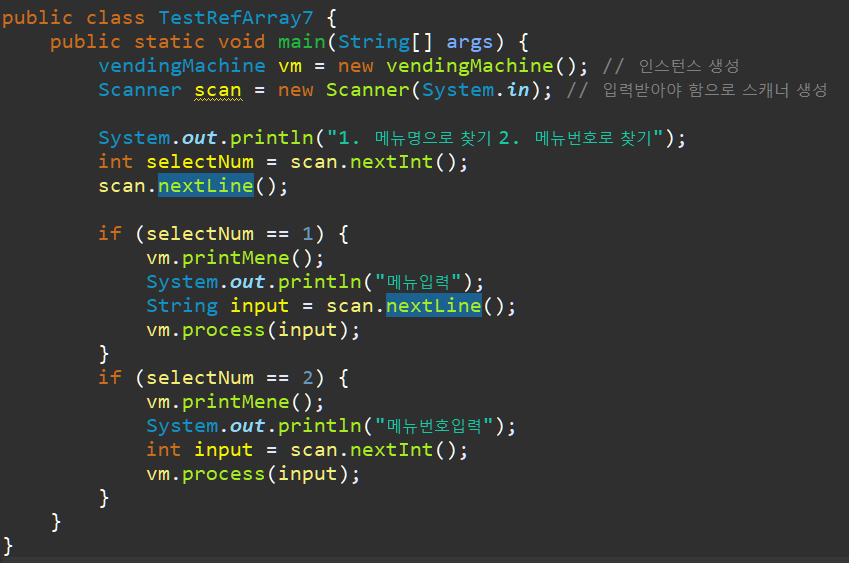 public class TestRefArray7 {
public static void main(String[] args) {
vendingMachine vm = new vendingMachine(); // 인스턴스 생성
Scanner scan = new Scanner(System.in); // 입력받아야 함으로 스캐너 생성
System.out.println("1. 메뉴명으로 찾기 2. 메뉴번호로 찾기");
int selectNum = scan.nextInt();
scan.nextLine();
if (selectNum == 1) {
vm.printMene();
System.out.println("메뉴입력");
String input = scan.nextLine();
vm.process(input);
}
if (selectNum == 2) {
vm.printMene();
System.out.println("메뉴번호입력");
int input = scan.nextInt();
vm.process(input);
}
}
}